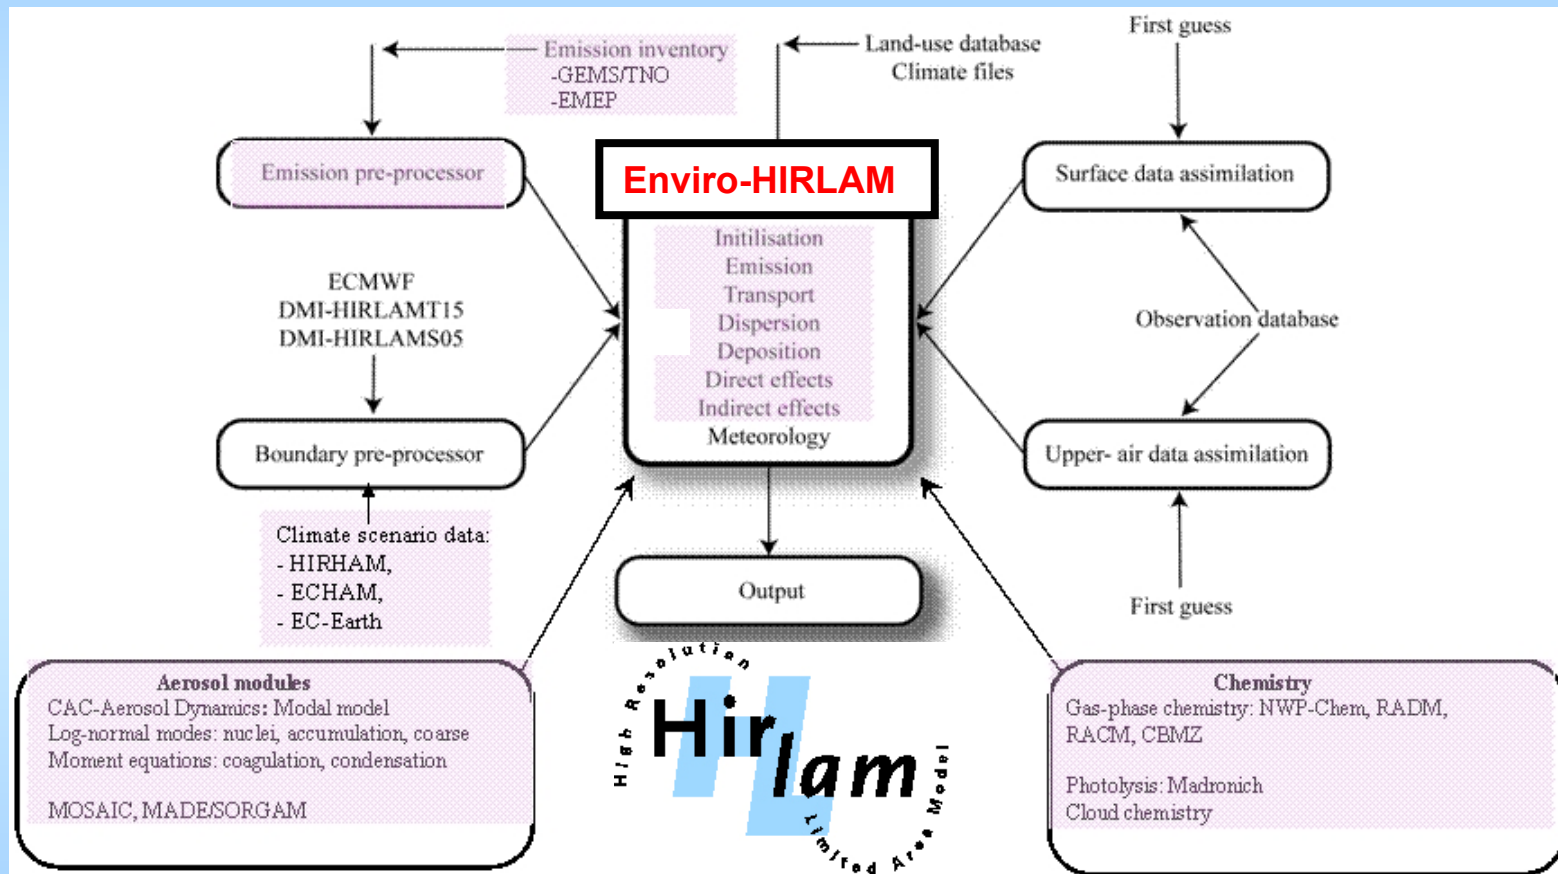 Emission inventory
-GEMS/TNO
-EMEP
Land-use database
Climate files
First guess
Emission pre-processor
Enviro-HIRLAM
Surface data assimilation
Initilisation
Emission
Transport
Dispersion
Deposition
Direct effects
Indirect effects
Meteorology
ECMWF
DMI-HIRLAMT15
DMI-HIRLAMS05
Observation database
Boundary pre-processor
Upper- air data assimilation
Climate scenario data:
- HIRHAM,
- ECHAM,
- EC-Earth
Output
First guess
Aerosol modules
CAC-Aerosol Dynamics: Modal model
Log-normal modes: nuclei, accumulation, coarse
Moment equations: coagulation, condensation
MOSAIC, MADE/SORGAM
High Resolution
Hirlam
Limited Area Model
Chemistry
Gas-phase chemistry: NWP-Chem, RADM,
RACM, CBMZ
Photolysis: Madronich
Cloud chemistry